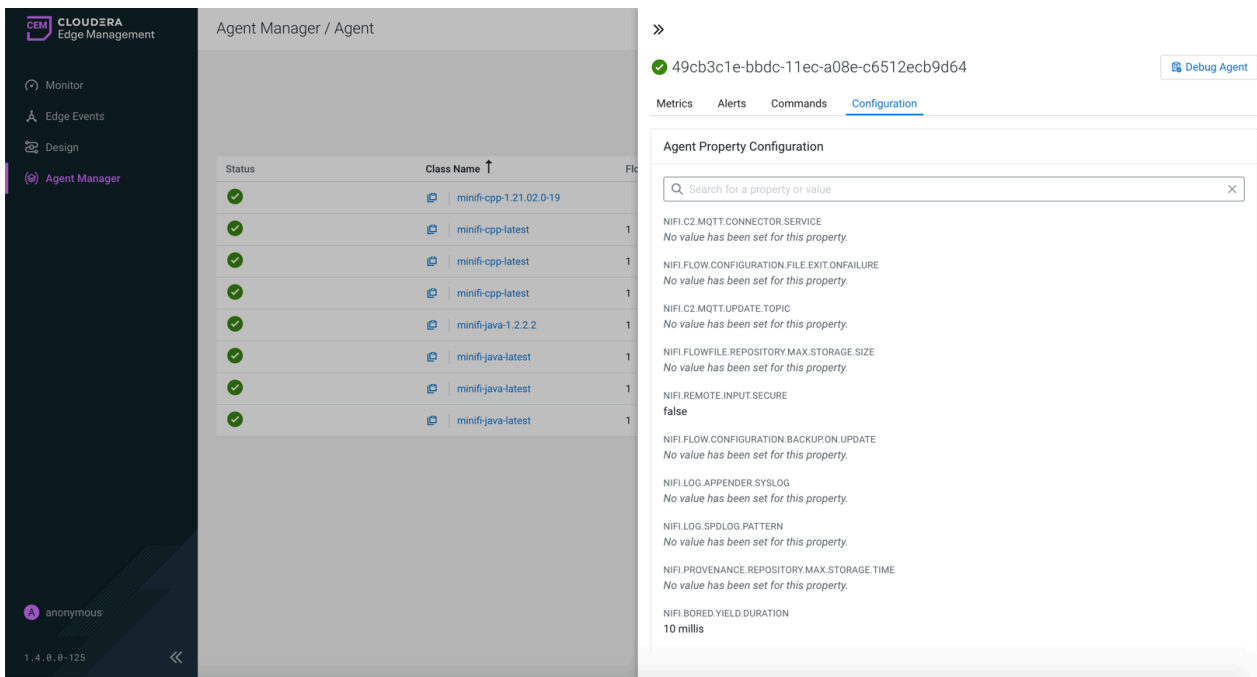 CEM CLOUDERA
Edge Management
Monitor
Edge Events
Design
Agent Manager
A anonymous
1.4.0.0-125
Agent Manager / Agent
Status Class Name Flo
minifi-cpp-1.21.02.0-19
minifi-cpp-latest 1
minifi-cpp-latest 1
minifi-cpp-latest 1
minifi-java-1.2.2.2 1
minifi-java-latest 1
minifi-java-latest 1
minifi-java-latest 1
49cb3c1e-bbdc-11ec-a08e-c6512ecb9d64
Debug Agent
Metrics Alerts Commands Configuration
Agent Property Configuration
Search for a property or value
NIFI.C2.MQTT.CONNECTOR.SERVICE
No value has been set for this property.
NIFI.FLOW.CONFIGURATION.FILE.EXIT.ONFAILURE
No value has been set for this property.
NIFI.C2.MQTT.UPDATE.TOPIC
No value has been set for this property.
NIFI.FLOWFILE.REPOSITORY.MAX.STORAGE.SIZE
No value has been set for this property.
NIFI.REMOTE.INPUT.SECURE
false
NIFI.FLOW.CONFIGURATION.BACKUP.ON.UPDATE
No value has been set for this property.
NIFI.LOG.APPENDER.SYSLOG
No value has been set for this property.
NIFI.LOG.SPDLOG.PATTERN
No value has been set for this property.
NIFI.PROVENANCE.REPOSITORY.MAX.STORAGE.TIME
No value has been set for this property.
NIFI.BORED.YIELD.DURATION
10 millis